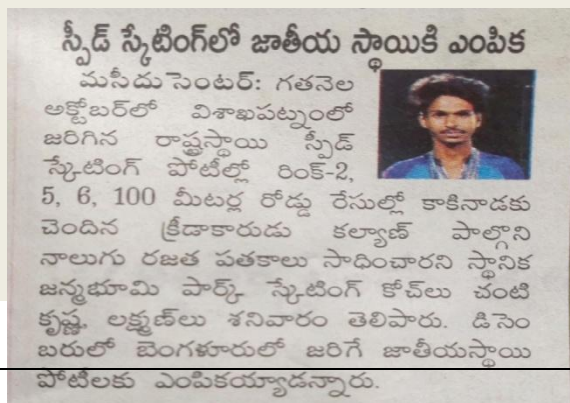 స్పీడ్ స్కేటింగ్‌లో జాతీయ స్థాయికి ఎంపిక
మసీదుసెంటర్: గతనెల
అక్టోబర్‌లో విశాఖపట్నంలో
జరిగిన రాష్ట్రస్థాయి స్పీడ్
స్కేటింగ్ పోటీల్లో రింక్-2,
5, 6, 100 మీటర్ల రోడ్డు రేసుల్లో కాకినాడకు
చెందిన క్రీడాకారుడు కల్యాణ్ పాల్గొని
నాలుగు రజత పతకాలు సాధించారని స్థానిక
జన్మభూమి పార్క్ స్కేటింగ్ కోచ్‌లు చంటి
కృష్ణ, లక్ష్మణ్‌లు శనివారం తెలిపారు. డిసెం
బరులో బెంగళూరులో జరిగే జాతీయస్థాయి
పోటీలకు ఎంపికయ్యాడన్నారు.